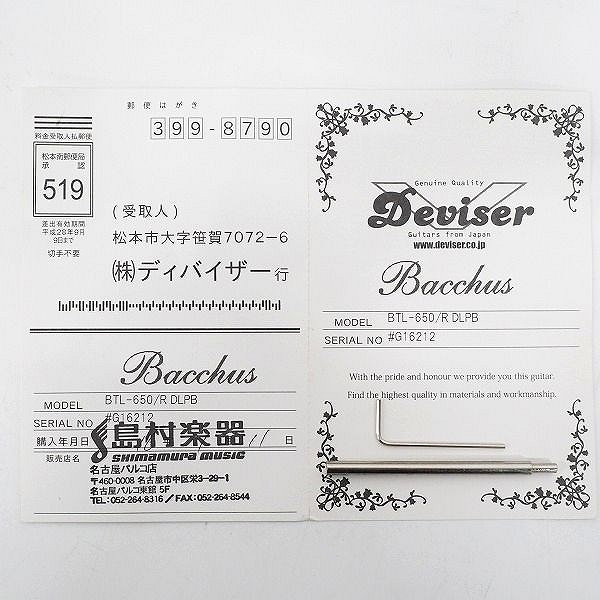 郵便はがき
399-8790
料金受取人払郵便
松本南郵便局
承認
519
差出有効期間
平成28年9月
9日まで
切手不要
(受取人)
松本市大字笹賀7072-6
㈱ディバイザー行
Bacchus
MODEL BTL-650/R DLPB
SERIAL NO #G16212
購入年月日 日
販売店名
島村楽器
SHIMAMURA MUSIC
名古屋パルコ店
〒460-0008 名古屋市中区栄3-29-1
名古屋パルコ東館 5F
TEL:052-264-8316 / FAX:052-264-8544
Genuine Quality
Deviser
Guitars from Japan
www.deviser.co.jp
Bacchus
MODEL BTL-650/R DLPB
SERIAL NO #G16212
With the pride and honour we provide you this guitar.
Find the highest quality in materials and workmanship.